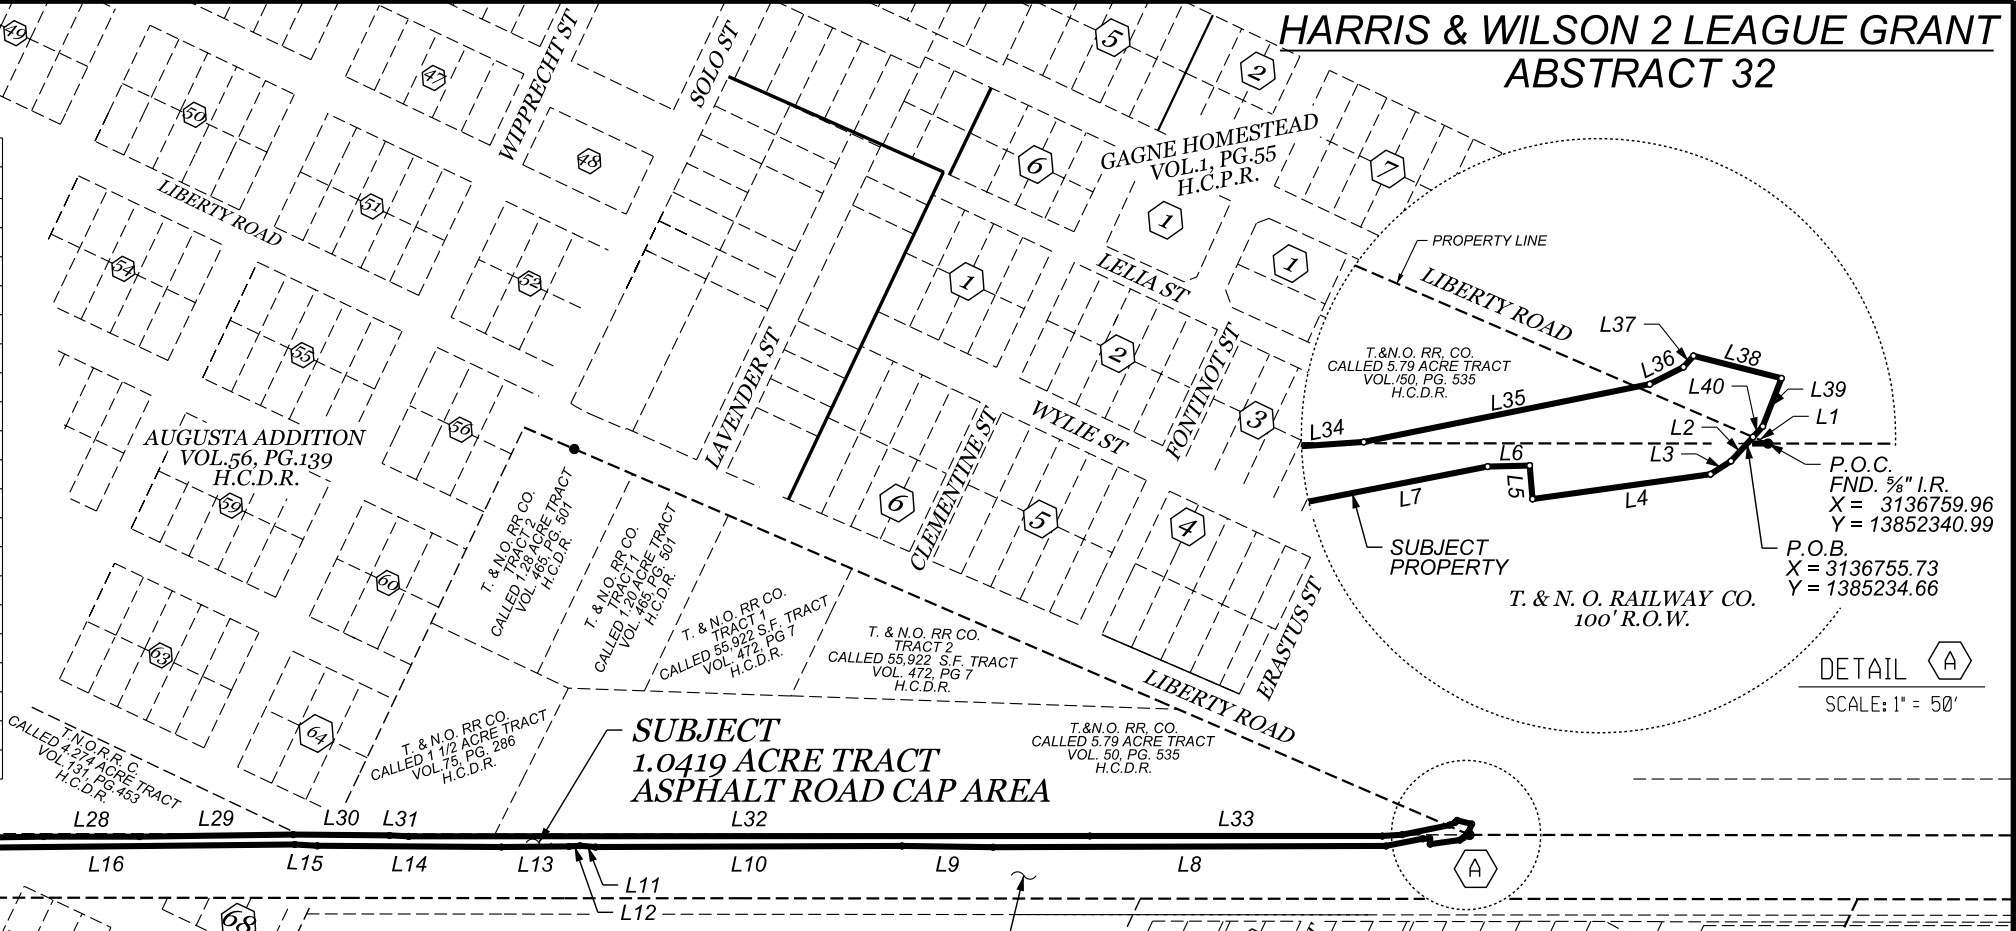 HARRIS & WILSON 2 LEAGUE GRANT
ABSTRACT 32
49
50
47
48
WIPPRECHT ST
SOLO ST
5
2
6
GAGNE HOMESTEAD
VOL.1, PG.55
H.C.P.R.
7
1
1
LIBERTY ROAD
51
52
54
55
56
1
LELIA ST
2
FONTINOT ST
3
LAVENDER ST
WYLIE ST
CLEMENTINE ST
6
5
4
ERASTUS ST
AUGUSTA ADDITION
VOL.56, PG.139
H.C.D.R.
59
60
63
64
68
T. & N.O. RR CO.
TRACT 2
CALLED 1.28 ACRE TRACT
VOL. 465, PG. 501
H.C.D.R.
T. & N.O. RR CO.
TRACT 1
CALLED 1.20 ACRE TRACT
VOL. 465, PG. 501
H.C.D.R.
T. & N.O. RR CO.
TRACT 1
CALLED 55,922 S.F. TRACT
VOL. 472, PG 7
H.C.D.R.
T. & N.O. RR CO.
TRACT 2
CALLED 55,922 S.F. TRACT
VOL. 472, PG 7
H.C.D.R.
LIBERTY ROAD
T.N.O.R.R. C.
CALLED 4.274 ACRE TRACT
VOL.131, PG.453
H.C.D.R.
T. & N.O. RR CO.
CALLED 1 1/2 ACRE TRACT
VOL.75, PG. 286
H.C.D.R.
SUBJECT
1.0419 ACRE TRACT
ASPHALT ROAD CAP AREA
T.&N.O. RR, CO.
CALLED 5.79 ACRE TRACT
VOL. 50, PG. 535
H.C.D.R.
L28
L29
L30
L31
L32
L33
L16
L15
L14
L13
L10
L9
L8
L11
L12
A
PROPERTY LINE
LIBERTY ROAD
T.&N.O. RR, CO.
CALLED 5.79 ACRE TRACT
VOL. 50, PG. 535
H.C.D.R.
L37
L36
L38
L40
L39
L35
L34
L1
L2
L3
L6
L5
L4
L7
P.O.C.
FND. ⅝" I.R.
X = 3136759.96
Y = 13852340.99
P.O.B.
X = 3136755.73
Y = 1385234.66
SUBJECT
PROPERTY
T. & N. O. RAILWAY CO.
100' R.O.W.
DETAIL A
SCALE: 1" = 50'